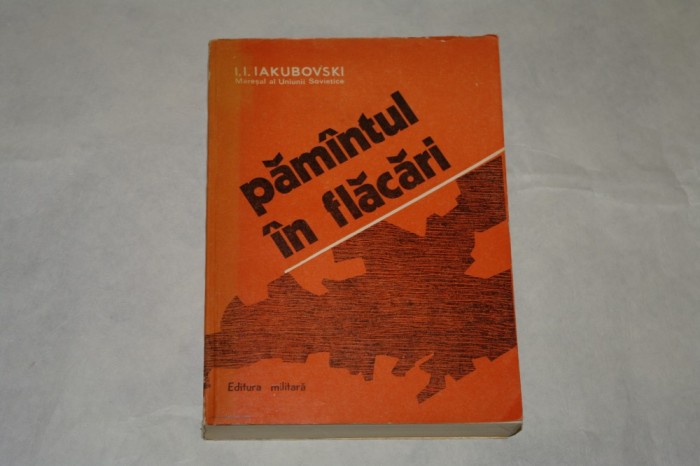 I.I. IAKUBOVSKI
Mareșal al Uniunii Sovietice
pămîntul
în flăcări
Editura militară